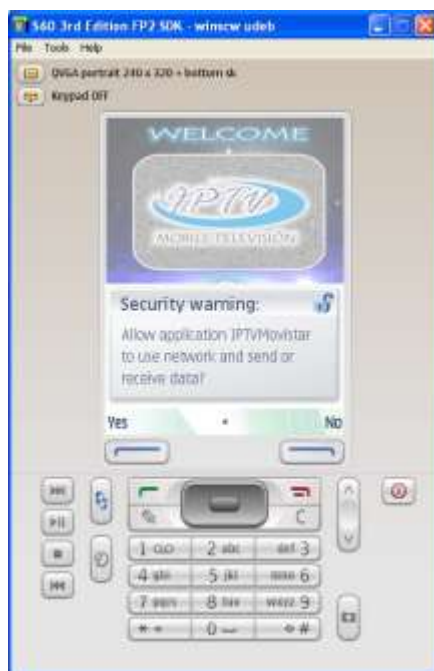 S60 3rd Edition FP2 SDK - winscw udeb
File Tools Help
QVGA portrait 240 x 320 + bottom sk
Keypad OFF
WELCOME
IPTV
MOBILE TELEVISIÓN
Security warning:
Allow application IPTVMovistar
to use network and send or
receive data?
Yes No
C
1 2 abc def 3
4 ghi 5 jkl mno 6
7 pqrs 8 tuv wxyz 9
* + 0 #